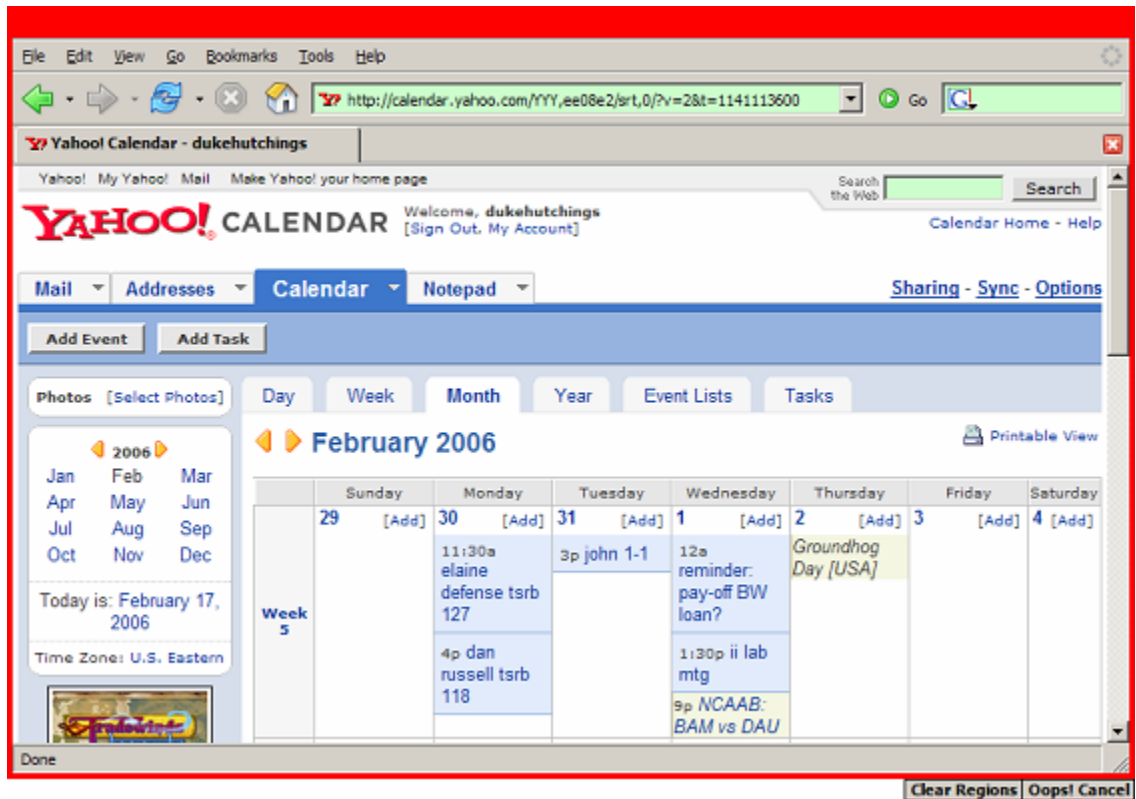 File Edit View Go Bookmarks Tools Help
http://calendar.yahoo.com/YYY,ee08e2/srt,0/?v=2&t=1141113600 Go G
Y! Yahoo! Calendar - dukehutchings
Yahoo! My Yahoo! Mail Make Yahoo! your home page
Search the Web Search
YAHOO! CALENDAR
Welcome, dukehutchings
[Sign Out, My Account]
Calendar Home - Help
Mail Addresses Calendar Notepad
Sharing - Sync - Options
Add Event Add Task
Photos [Select Photos]
2006
Jan Feb Mar
Apr May Jun
Jul Aug Sep
Oct Nov Dec
Today is: February 17,
2006
Time Zone: U.S. Eastern
Tradewinds 2
Day Week Month Year Event Lists Tasks
February 2006
Printable View
Sunday Monday Tuesday Wednesday Thursday Friday Saturday
Week
5
29 [Add]
30 [Add]
11:30a
elaine
defense tsrb
127
4p dan
russell tsrb
118
31 [Add]
3p john 1-1
1 [Add]
12a
reminder:
pay-off BW
loan?
1:30p ii lab
mtg
9p NCAAB:
BAM vs DAU
2 [Add]
Groundhog
Day [USA]
3 [Add]
4 [Add]
Done
Clear Regions Oops! Cancel